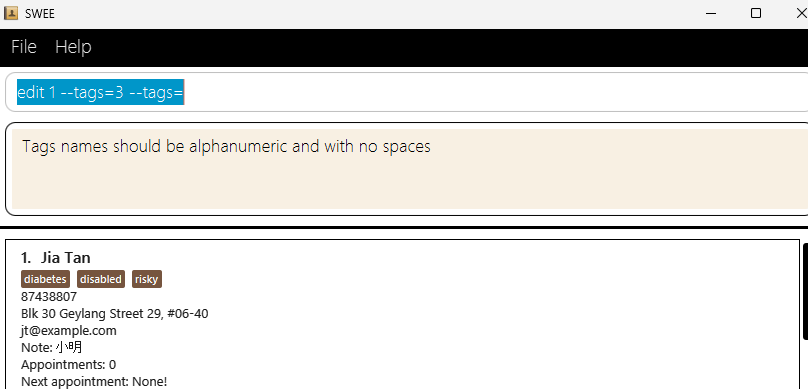 SWEE
File Help
edit 1 --tags=3 --tags=
Tags names should be alphanumeric and with no spaces
1. Jia Tan
diabetes disabled risky
87438807
Blk 30 Geylang Street 29, #06-40
jt@example.com
Note: 小明
Appointments: 0
Next appointment: None!